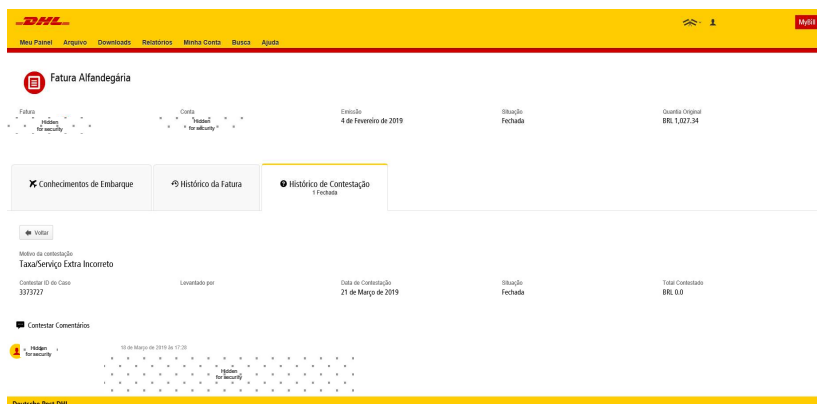 DHL
MyBill
Meu Painel Arquivo Downloads Relatórios Minha Conta Busca Ajuda
Fatura Alfandegária
Fatura Conta Emissão Situação Quantia Original
Hidden for security Hidden for security 4 de Fevereiro de 2019 Fechada BRL 1,027.34
Conhecimentos de Embarque Histórico da Fatura Histórico de Contestação
1 Fechada
Voltar
Motivo da contestação
Taxa/Serviço Extra Incorreto
Contestar ID do Caso Levantado por Data de Contestação Situação Total Contestado
3373727 21 de Março de 2019 Fechada BRL 0.0
Contestar Comentários
Hidden for security 18 de Março de 2019 às 17:28
Hidden
for security
Deutsche Post DHL